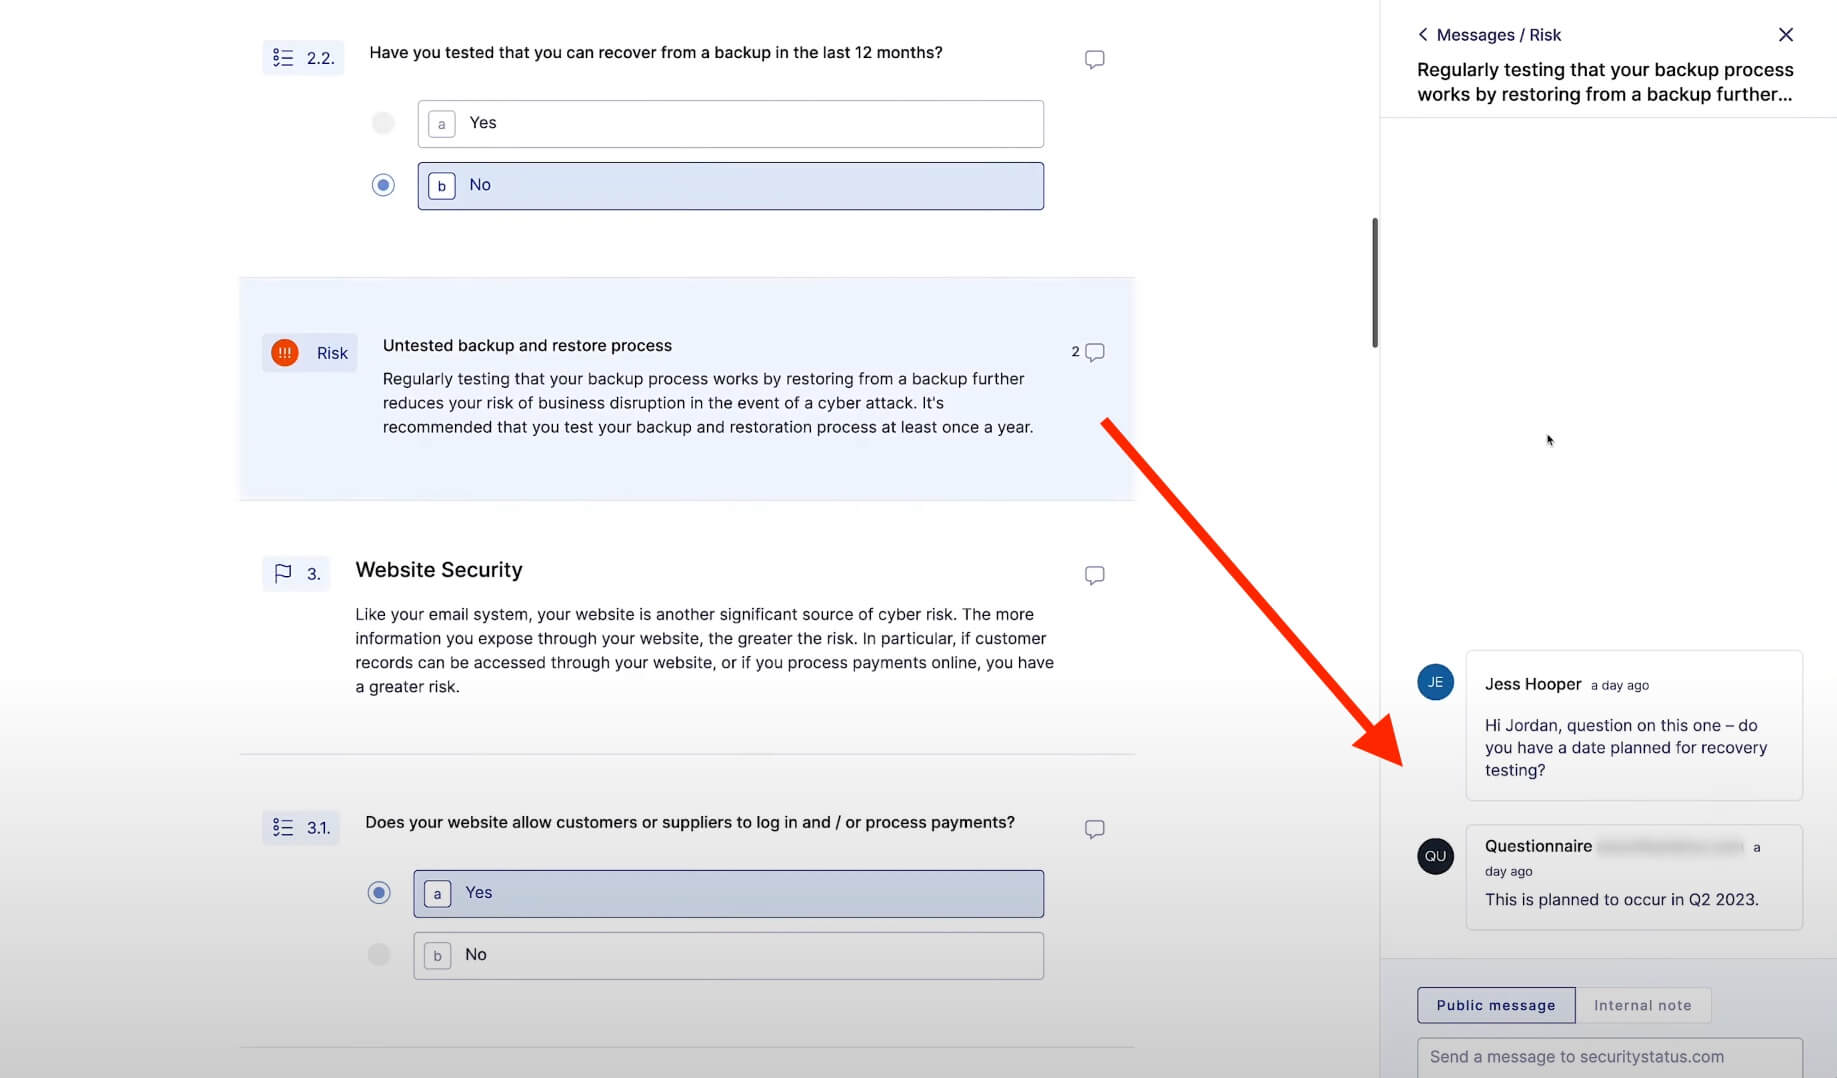 2.2.
Have you tested that you can recover from a backup in the last 12 months?
a
Yes
b
No
!!!
Risk
Untested backup and restore process
2
Regularly testing that your backup process works by restoring from a backup further
reduces your risk of business disruption in the event of a cyber attack. It's
recommended that you test your backup and restoration process at least once a year.
3.
Website Security
Like your email system, your website is another significant source of cyber risk. The more
information you expose through your website, the greater the risk. In particular, if customer
records can be accessed through your website, or if you process payments online, you have
a greater risk.
3.1.
Does your website allow customers or suppliers to log in and / or process payments?
a
Yes
b
No
Messages / Risk
Regularly testing that your backup process
works by restoring from a backup further...
JE
Jess Hooper a day ago
Hi Jordan, question on this one – do
you have a date planned for recovery
testing?
QU
Questionnaire a
day ago
This is planned to occur in Q2 2023.
Public message
Internal note
Send a message to securitystatus.com